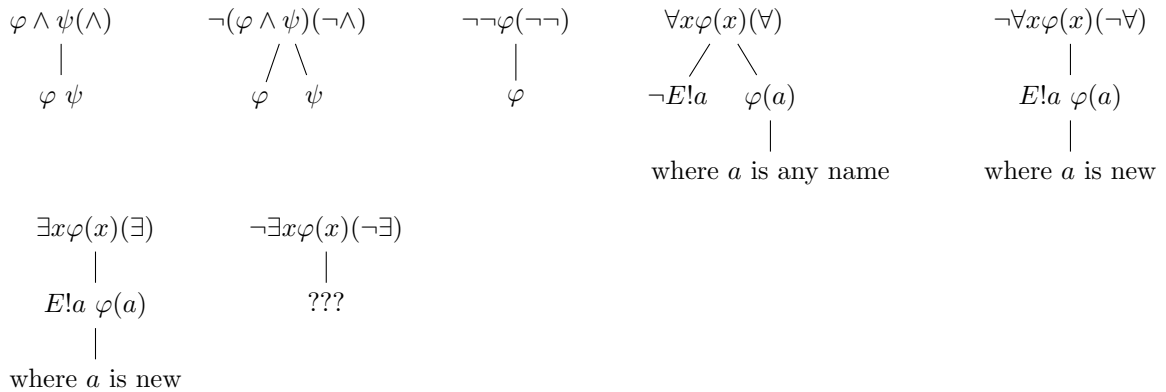 φ ∧ ψ(∧) ¬(φ ∧ ψ)(¬∧) ¬¬φ(¬¬) ∀xφ(x)(∀) ¬∀xφ(x)(¬∀)
φ ψ φ ψ φ ¬E!a φ(a) E!a φ(a)
where a is any name where a is new
∃xφ(x)(∃) ¬∃xφ(x)(¬∃)
E!a φ(a) ???
where a is new